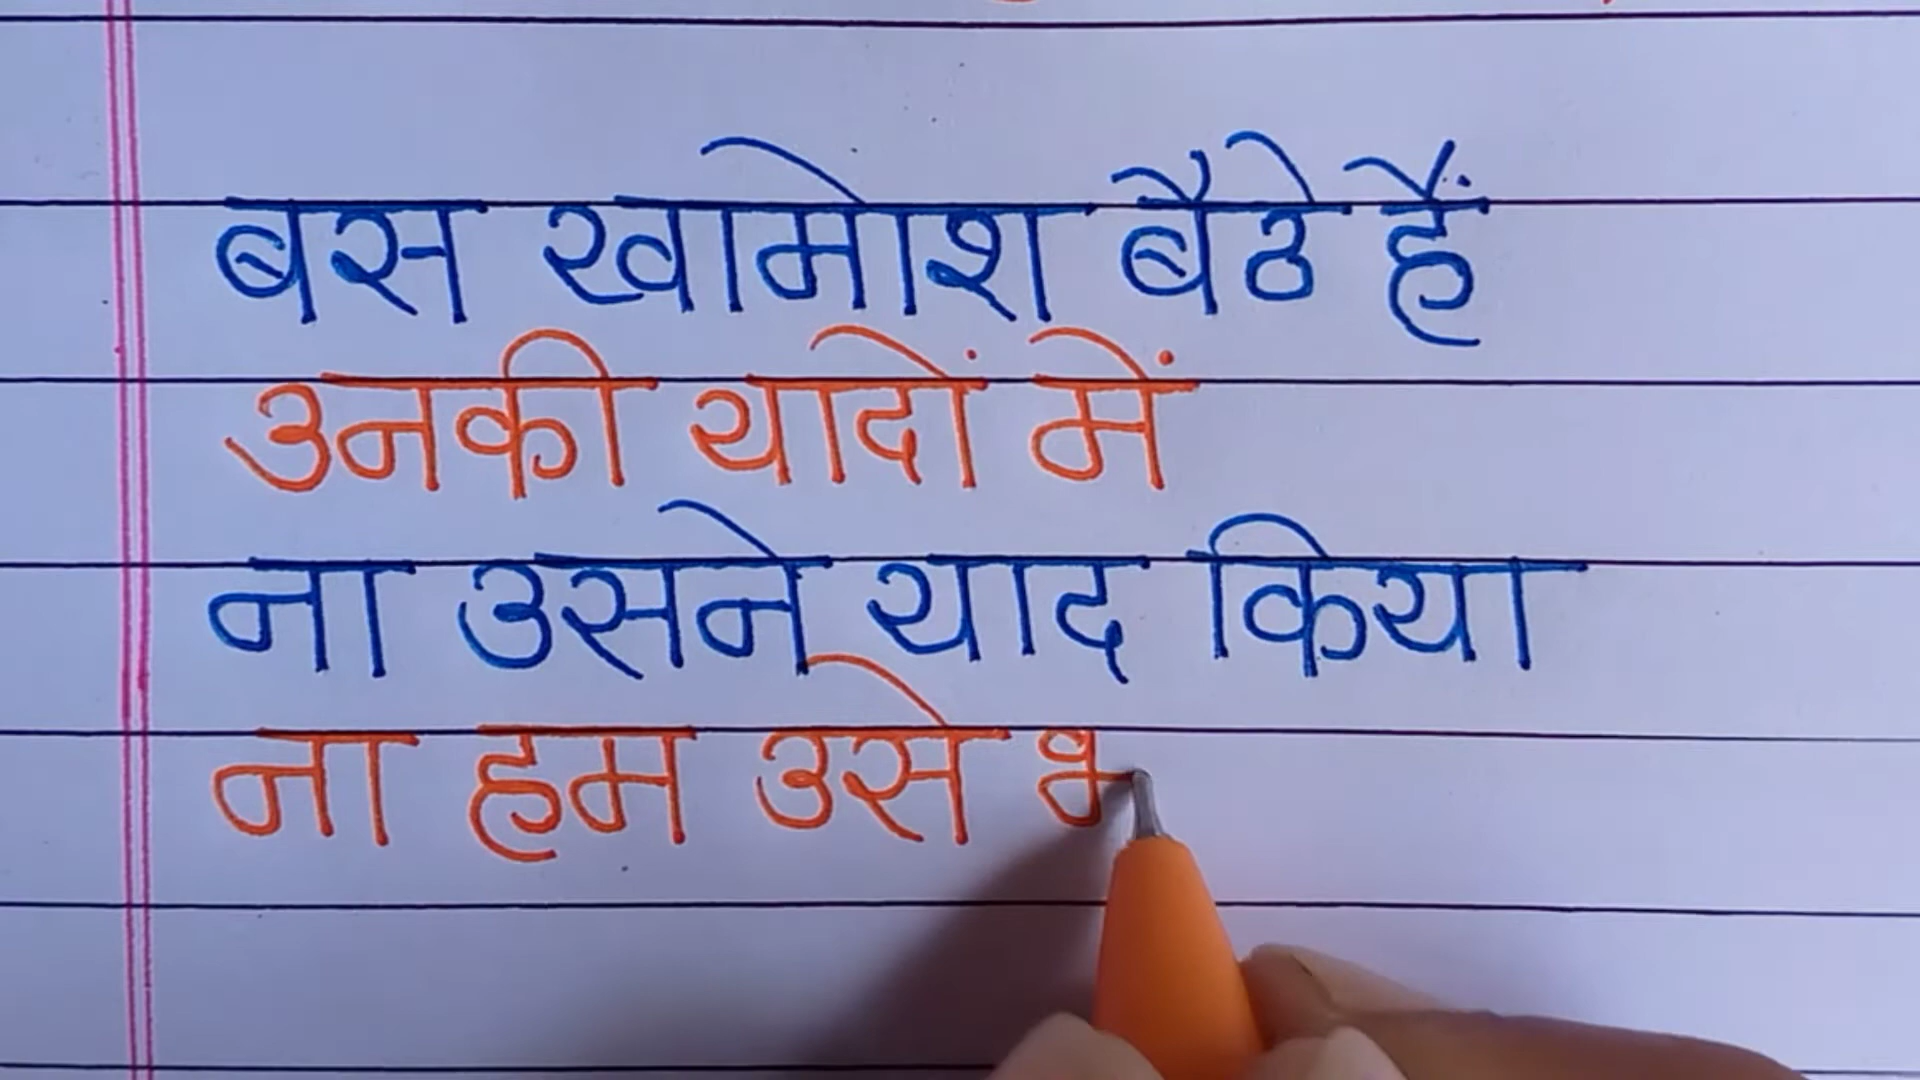 बस खामोश बैठे हैं
उनकी यादों में
ना उसने याद किया
ना हम उसे